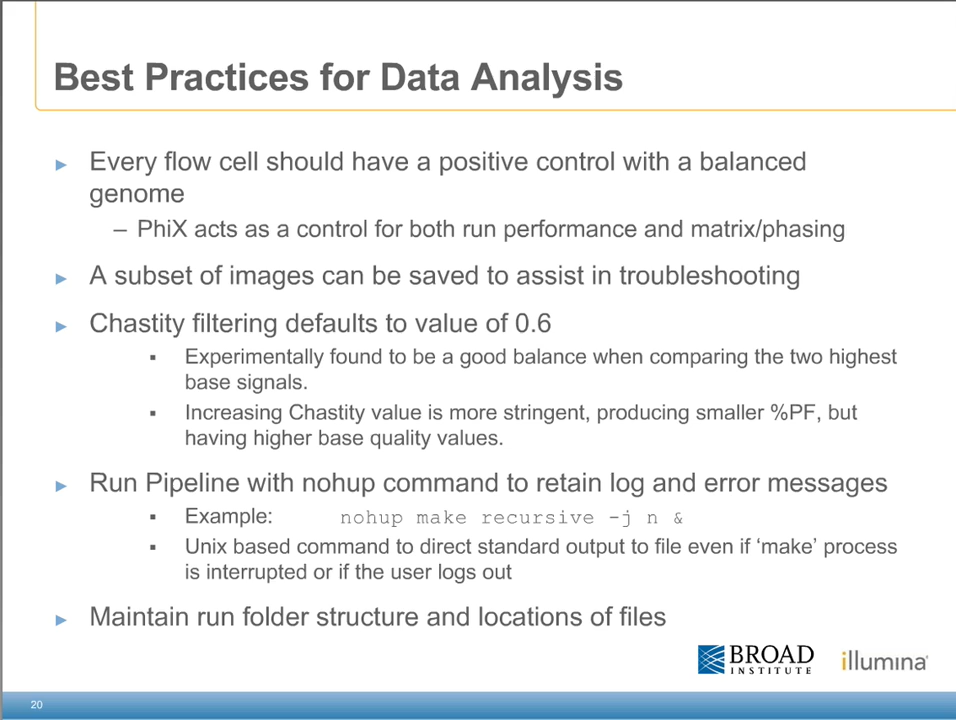 Best Practices for Data Analysis
► Every flow cell should have a positive control with a balanced
genome
– PhiX acts as a control for both run performance and matrix/phasing
► A subset of images can be saved to assist in troubleshooting
► Chastity filtering defaults to value of 0.6
▪ Experimentally found to be a good balance when comparing the two highest
base signals.
▪ Increasing Chastity value is more stringent, producing smaller %PF, but
having higher base quality values.
► Run Pipeline with nohup command to retain log and error messages
▪ Example: nohup make recursive -j n &
▪ Unix based command to direct standard output to file even if ‘make’ process
is interrupted or if the user logs out
► Maintain run folder structure and locations of files
BROAD
INSTITUTE
illumina
20